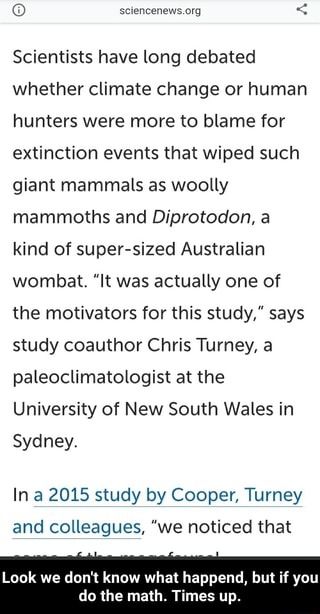 sciencenews.org
Scientists have long debated
whether climate change or human
hunters were more to blame for
extinction events that wiped such
giant mammals as woolly
mammoths and Diprotodon, a
kind of super-sized Australian
wombat. “It was actually one of
the motivators for this study,” says
study coauthor Chris Turney, a
paleoclimatologist at the
University of New South Wales in
Sydney.
In a 2015 study by Cooper, Turney
and colleagues, “we noticed that
Look we don't know what happend, but if you
do the math. Times up.